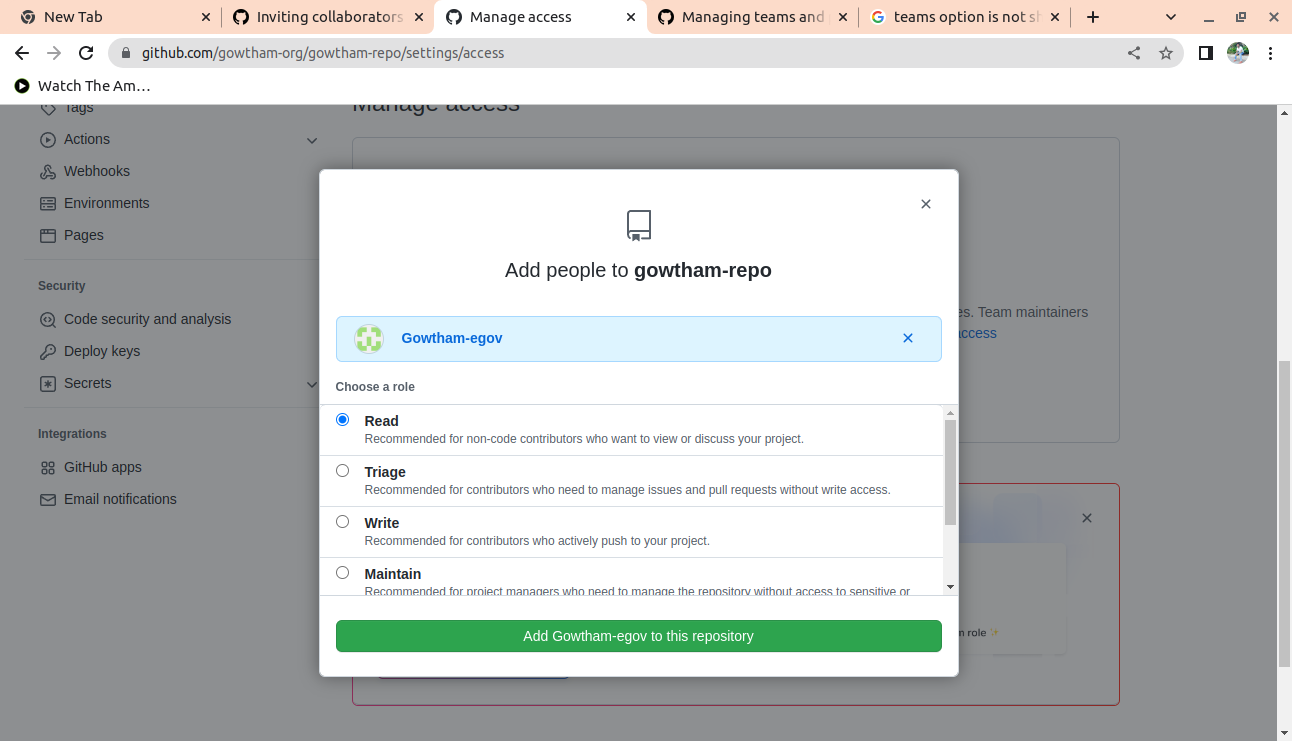 New Tab
Inviting collaborators
Manage access
Managing teams and
teams option is not sh
github.com/gowtham-org/gowtham-repo/settings/access
Watch The Am…
Tags
Manage access
Actions
Webhooks
Environments
Pages
Security
Code security and analysis
Deploy keys
Secrets
Integrations
GitHub apps
Email notifications
Add people to gowtham-repo
Gowtham-egov
es. Team maintainers
access
Choose a role
Read
Recommended for non-code contributors who want to view or discuss your project.
Triage
Recommended for contributors who need to manage issues and pull requests without write access.
Write
Recommended for contributors who actively push to your project.
Maintain
Recommended for project managers who need to manage the repository without access to sensitive or
Add Gowtham-egov to this repository
role